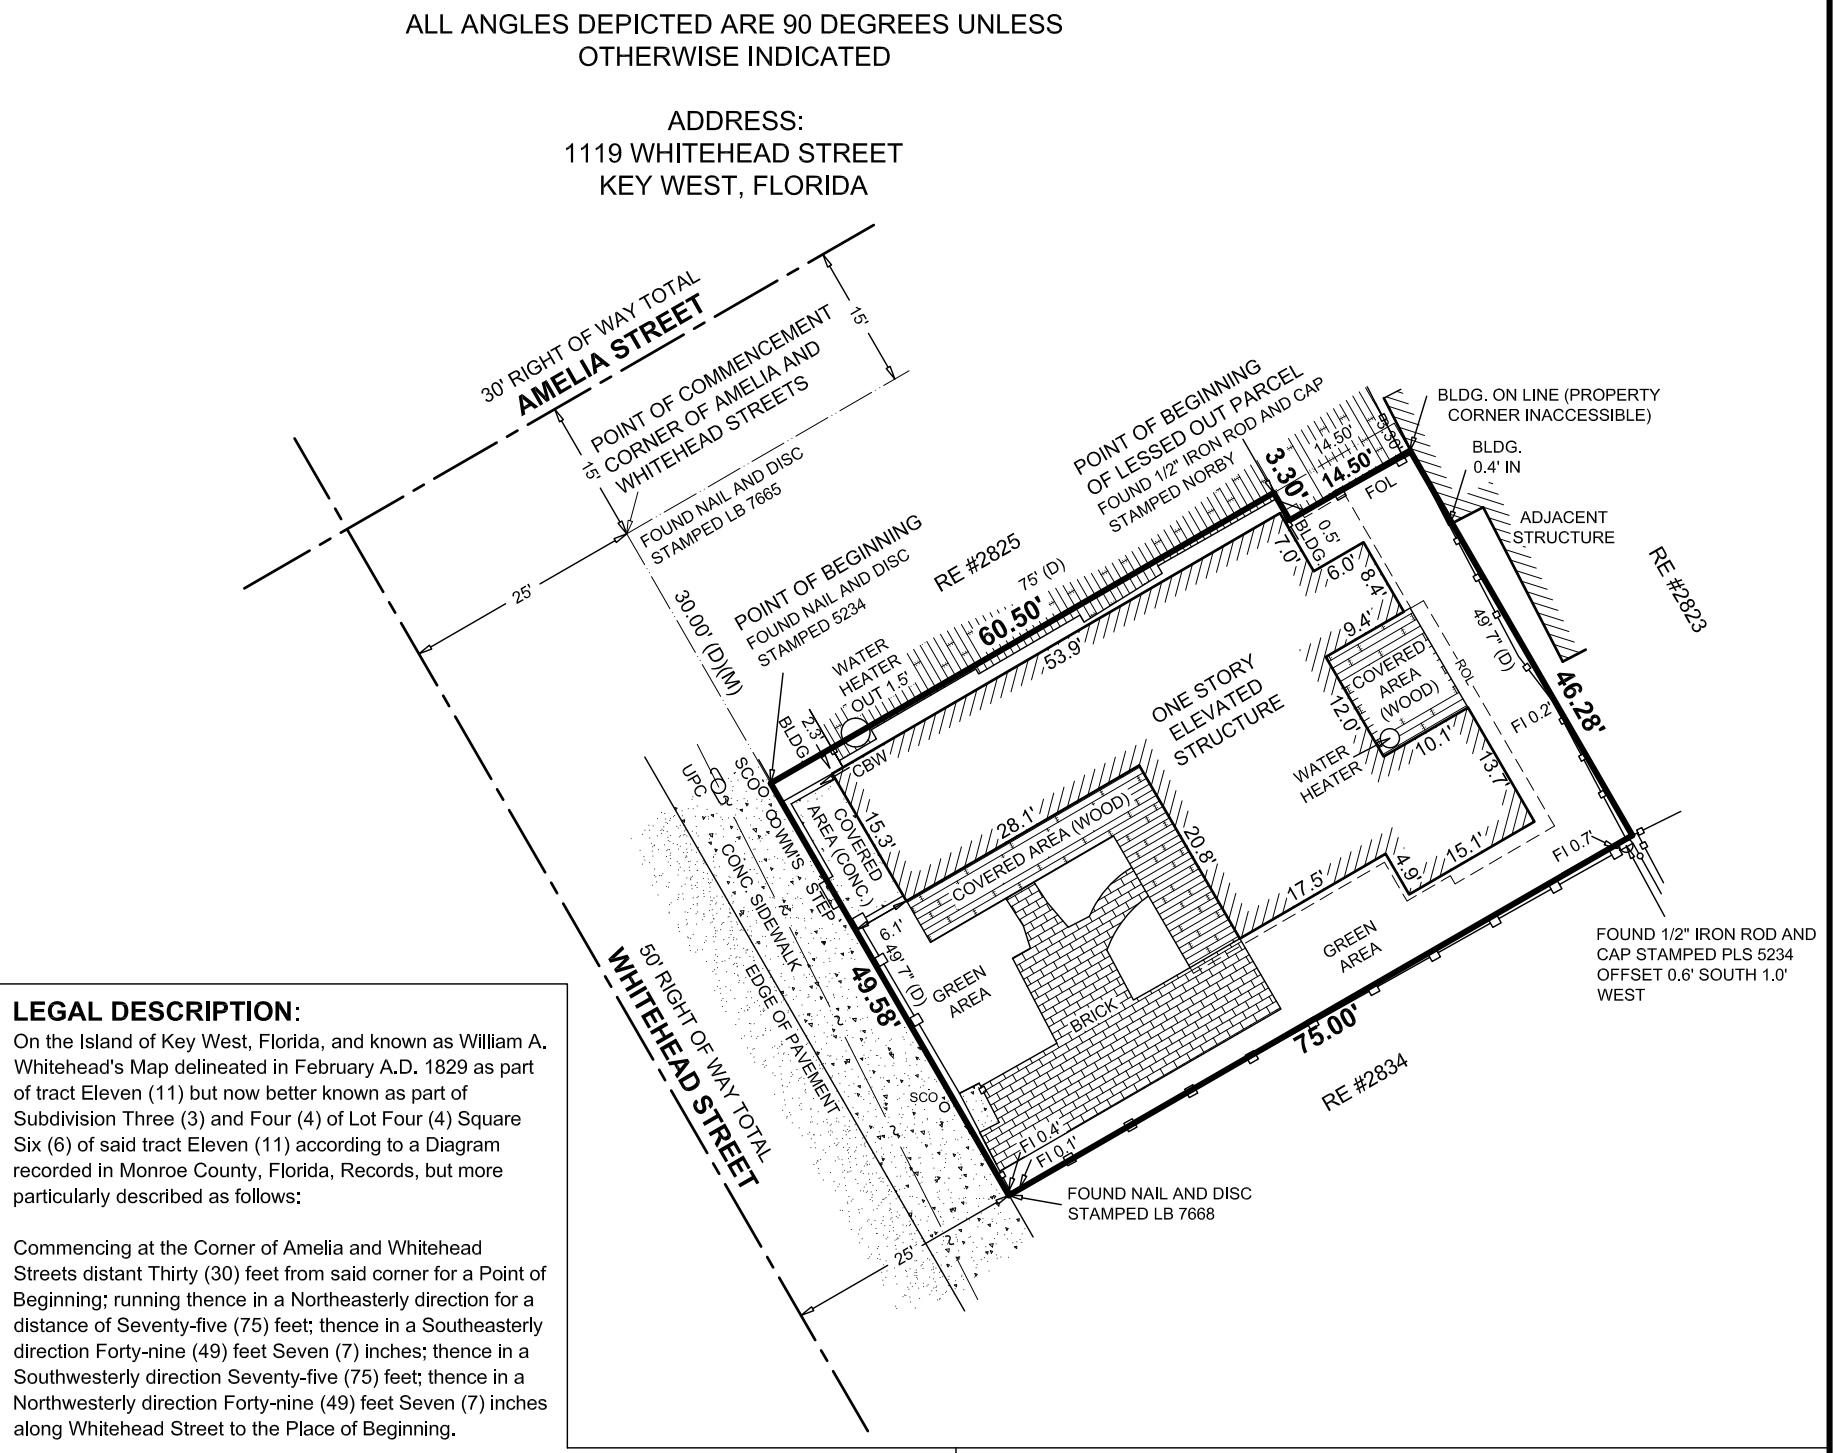 ALL ANGLES DEPICTED ARE 90 DEGREES UNLESS
OTHERWISE INDICATED
ADDRESS:
1119 WHITEHEAD STREET
KEY WEST, FLORIDA
30' RIGHT OF WAY TOTAL
AMELIA STREET
15'
POINT OF COMMENCEMENT
CORNER OF AMELIA AND
WHITEHEAD STREETS
15'
FOUND NAIL AND DISC
STAMPED LB 7665
25'
30.00' (D)(M)
POINT OF BEGINNING
FOUND NAIL AND DISC
STAMPED 5234
RE #2825
75' (D)
60.50'
53.9'
POINT OF BEGINNING
OF LESSED OUT PARCEL
FOUND 1/2" IRON ROD AND CAP
STAMPED NORBY
3.30'
14.50'
14.50'
3.30'
FOL
BLDG. ON LINE (PROPERTY
CORNER INACCESSIBLE)
BLDG.
0.4' IN
ADJACENT
STRUCTURE
RE #2823
BLDG.
0.5'
7.0'
6.0'
8.4'
9.4'
COVERED
AREA
(WOOD)
ROL
49' 7" (D)
46.28'
FI 0.2'
12.0'
10.1'
13.7'
WATER
HEATER
ONE STORY
ELEVATED
STRUCTURE
WATER
HEATER
OUT 1.5'
BLDG.
2.3'
CBW
UPC
SCO
WM'S
STEP
COVERED
AREA (CONC.)
15.3'
28.1'
COVERED AREA (WOOD)
20.8'
17.5'
4.9'
15.1'
FI 0.7'
GREEN
AREA
FOUND 1/2" IRON ROD AND
CAP STAMPED PLS 5234
OFFSET 0.6' SOUTH 1.0'
WEST
6.1'
49' 7" (D)
49.58'
GREEN
AREA
BRICK
75.00'
RE #2834
CONC. SIDEWALK
EDGE OF PAVEMENT
50' RIGHT OF WAY TOTAL
WHITEHEAD STREET
SCO
FI 0.4'
FI 0.1'
FOUND NAIL AND DISC
STAMPED LB 7668
25'
LEGAL DESCRIPTION:
On the Island of Key West, Florida, and known as William A.
Whitehead's Map delineated in February A.D. 1829 as part
of tract Eleven (11) but now better known as part of
Subdivision Three (3) and Four (4) of Lot Four (4) Square
Six (6) of said tract Eleven (11) according to a Diagram
recorded in Monroe County, Florida, Records, but more
particularly described as follows:
Commencing at the Corner of Amelia and Whitehead
Streets distant Thirty (30) feet from said corner for a Point of
Beginning; running thence in a Northeasterly direction for a
distance of Seventy-five (75) feet; thence in a Southeasterly
direction Forty-nine (49) feet Seven (7) inches; thence in a
Southwesterly direction Seventy-five (75) feet; thence in a
Northwesterly direction Forty-nine (49) feet Seven (7) inches
along Whitehead Street to the Place of Beginning.